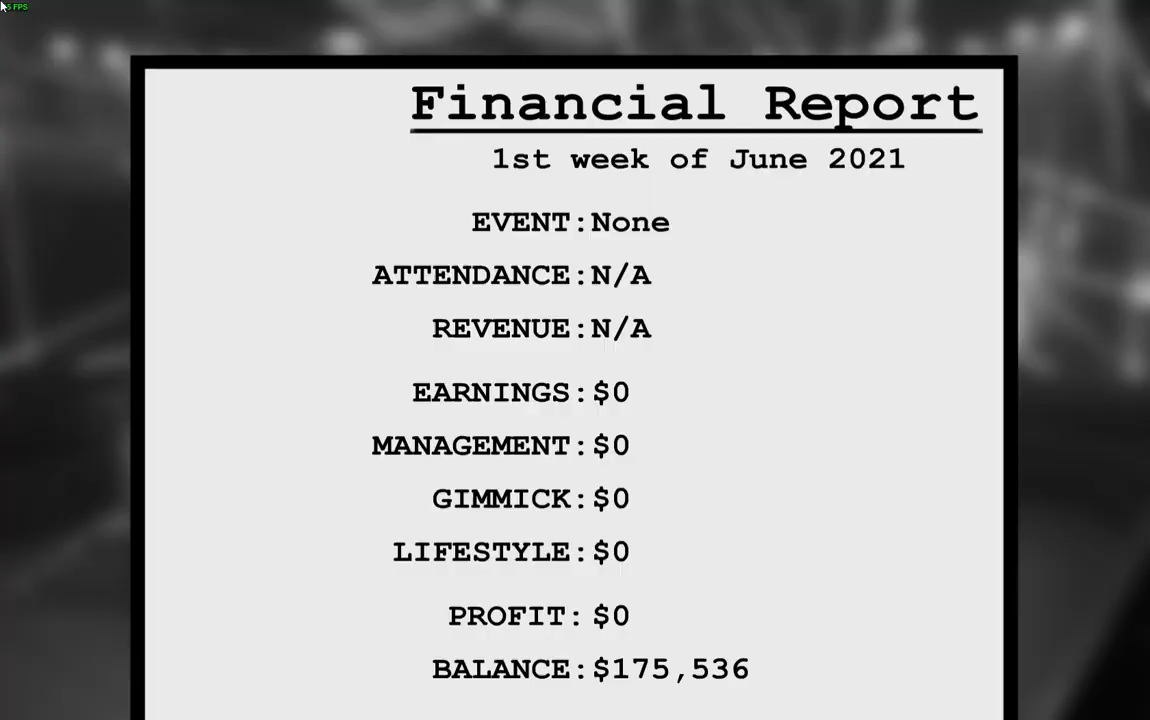 Financial Report
1st week of June 2021
EVENT:None
ATTENDANCE:N/A
REVENUE:N/A
EARNINGS:$0
MANAGEMENT:$0
GIMMICK:$0
LIFESTYLE:$0
PROFIT:$0
BALANCE:$175,536